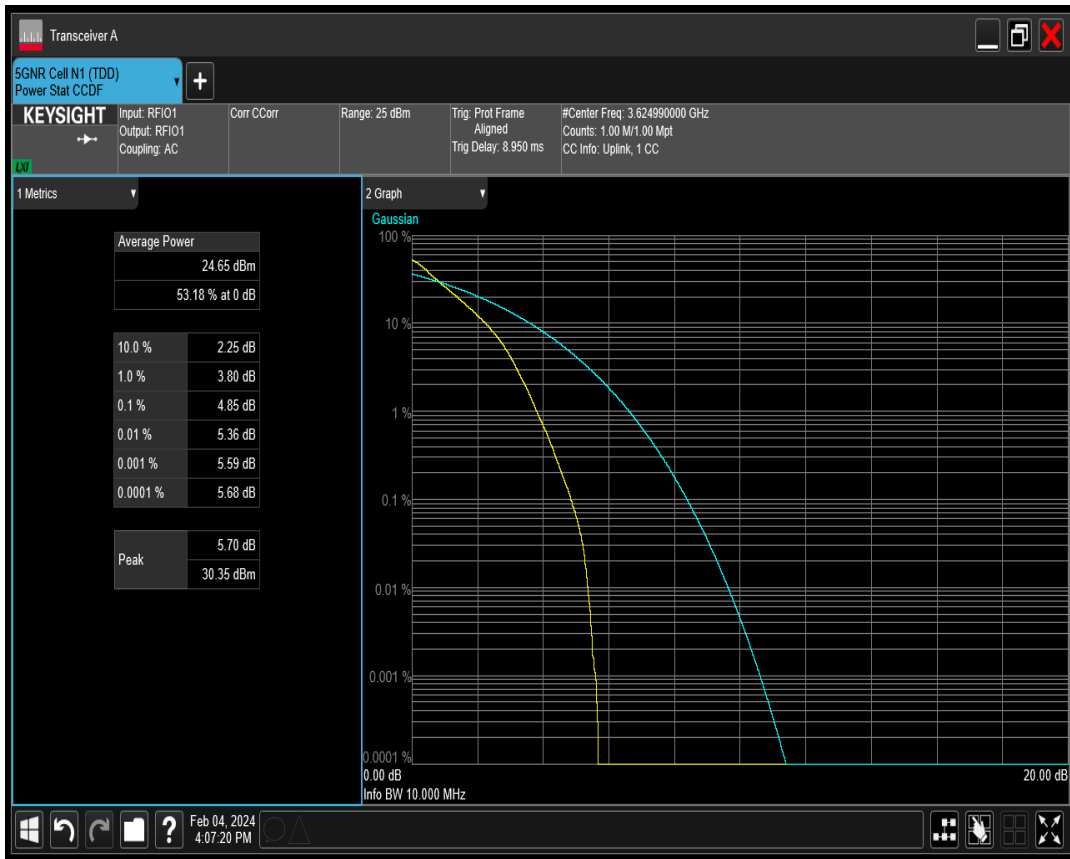 Transceiver A
5GNR Cell N1 (TDD)
Power Stat CCDF
+
KEYSIGHT
LXI
Input: RFIO1
Output: RFIO1
Coupling: AC
Corr CCorr
Range: 25 dBm
Trig: Prot Frame
Aligned
Trig Delay: 8.950 ms
#Center Freq: 3.624990000 GHz
Counts: 1.00 M/1.00 Mpt
CC Info: Uplink, 1 CC
1 Metrics
Average Power
24.65 dBm
53.18 % at 0 dB
10.0 % 2.25 dB
1.0 % 3.80 dB
0.1 % 4.85 dB
0.01 % 5.36 dB
0.001 % 5.59 dB
0.0001 % 5.68 dB
Peak 5.70 dB
30.35 dBm
2 Graph
Gaussian
100 %
10 %
1 %
0.1 %
0.01 %
0.001 %
0.0001 %
0.00 dB 20.00 dB
Info BW 10.000 MHz
?
Feb 04, 2024
4:07:20 PM